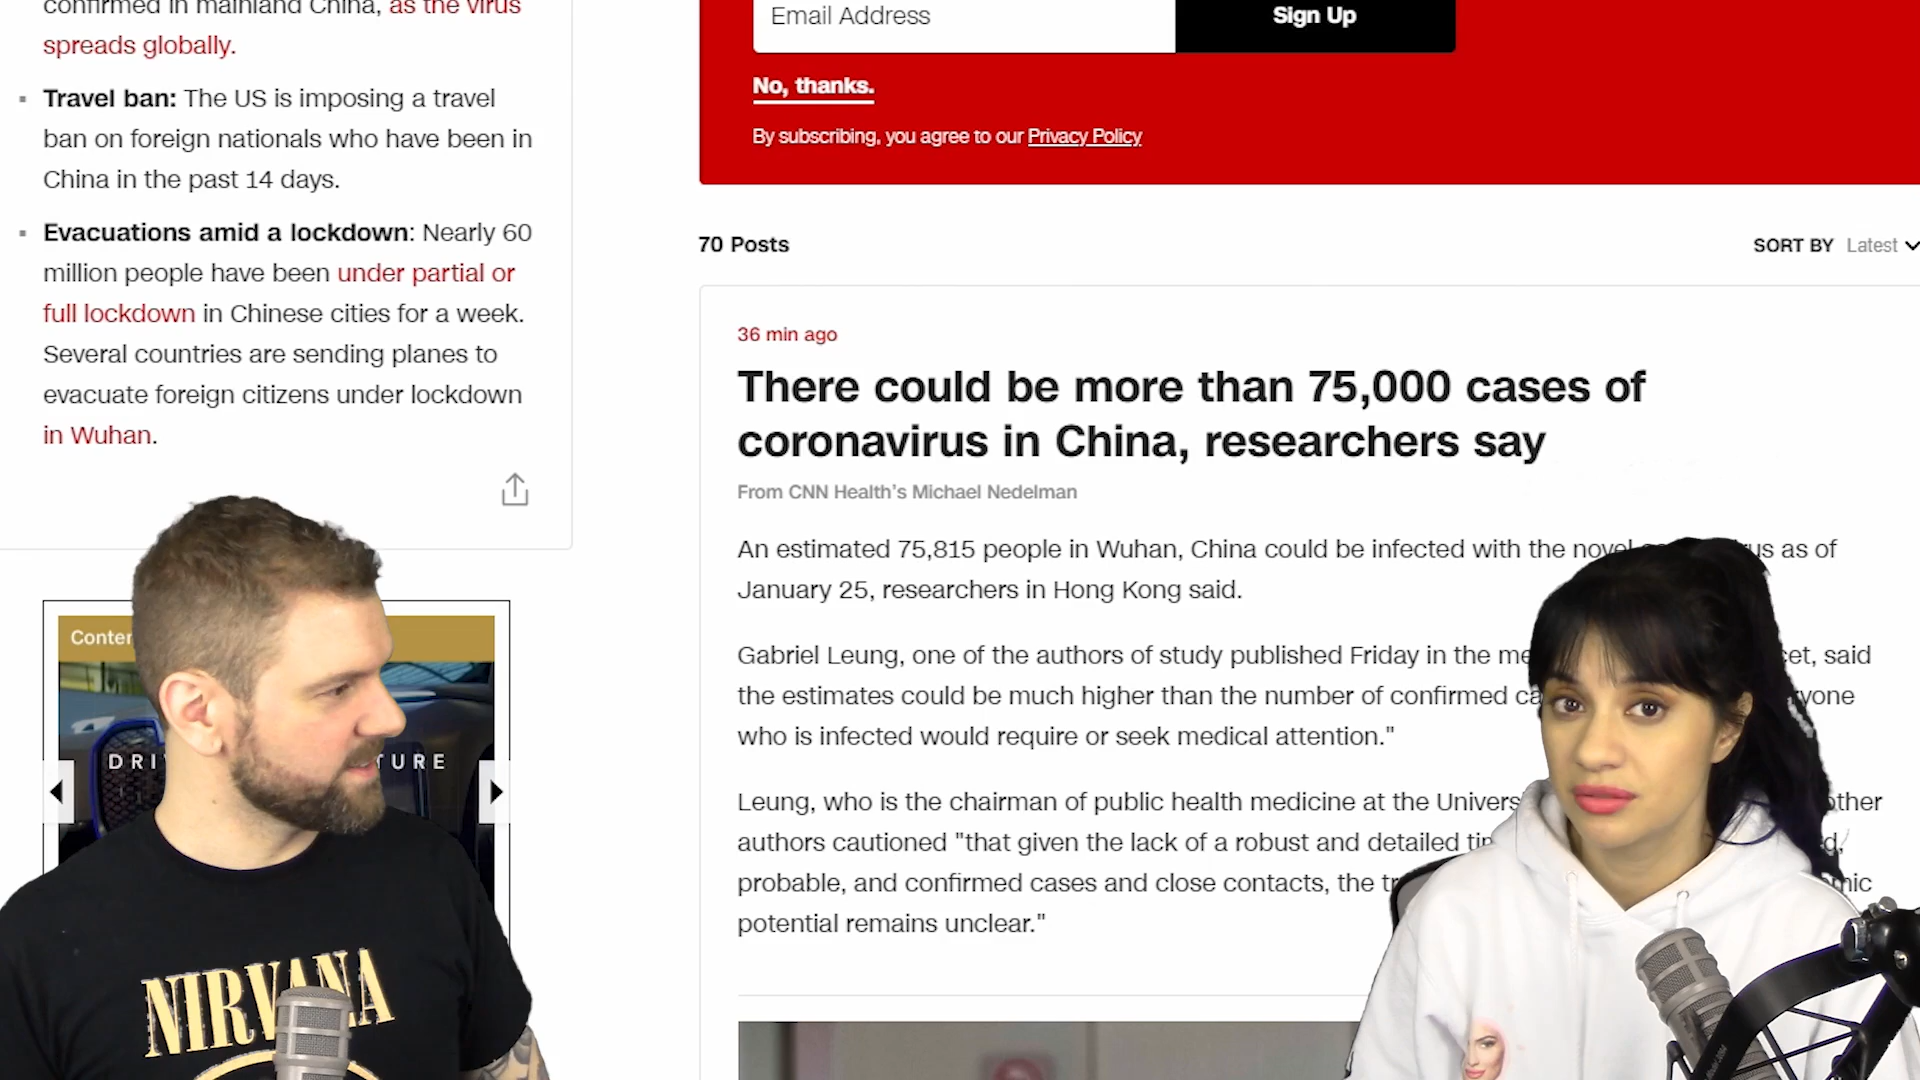 confirmed in mainland China, as the virus
spreads globally.
Travel ban: The US is imposing a travel
ban on foreign nationals who have been in
China in the past 14 days.
Evacuations amid a lockdown: Nearly 60
million people have been under partial or
full lockdown in Chinese cities for a week.
Several countries are sending planes to
evacuate foreign citizens under lockdown
in Wuhan.
Email Address
Sign Up
No, thanks.
By subscribing, you agree to our Privacy Policy
70 Posts
SORT BY Latest
36 min ago
There could be more than 75,000 cases of
coronavirus in China, researchers say
From CNN Health's Michael Nedelman
An estimated 75,815 people in Wuhan, China could be infected with the us as of
January 25, researchers in Hong Kong said.
Gabriel Leung, one of the authors of study published Friday in the said
the estimates could be much higher than the number of confirmed
who is infected would require or seek medical attention."
Leung, who is the chairman of public health medicine at the
authors cautioned "that given the lack of a robust and detailed
probable, and confirmed cases and close contacts, the
potential remains unclear."
NIRVANA